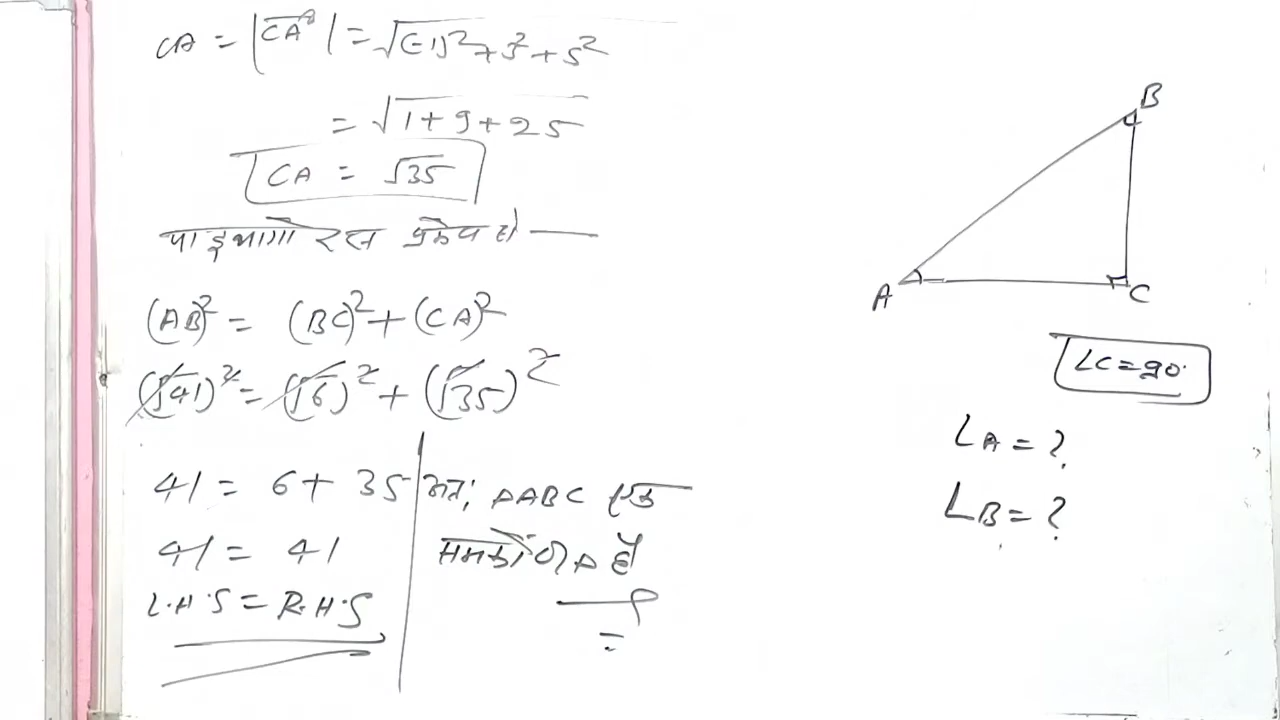 CA = |CA| = √(-1)² + 3² + 5²
= √1 + 9 + 25
CA = √35
पाइथागोरस प्रमेय से —
(AB)² = (BC)² + (CA)²
(√41)² = (√6)² + (√35)²
41 = 6 + 35
41 = 41
L.H.S = R.H.S
अतः, ΔABC एक
समकोण Δ है
B
A
C
∠C = 90°
∠A = ?
∠B = ?